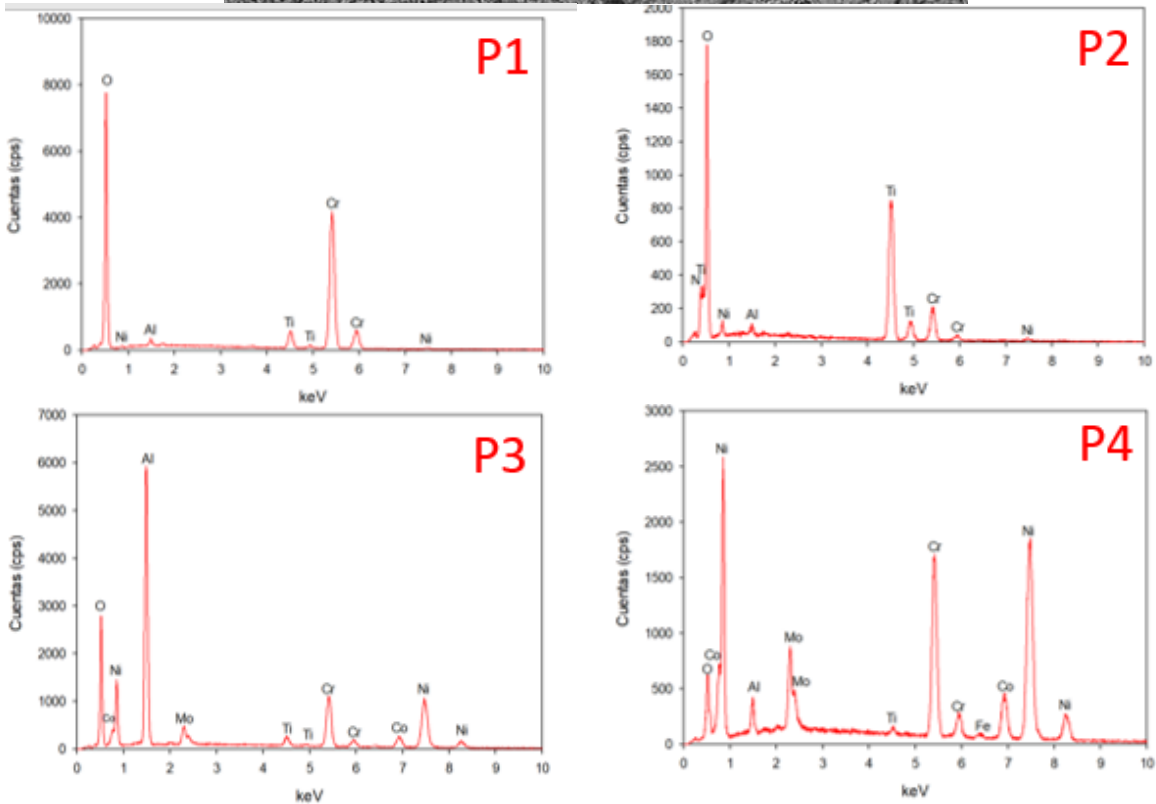 P1
10000
8000
6000
4000
2000
0
Cuentas (cps)
O
Ni
Al
Ti
Ti
Cr
Cr
Ni
0 1 2 3 4 5 6 7 8 9 10
keV
P2
2000
1800
1600
1400
1200
1000
800
600
400
200
0
Cuentas (cps)
O
N
Ti
Ni
Al
Ti
Ti
Cr
Cr
Ni
0 1 2 3 4 5 6 7 8 9 10
keV
P3
7000
6000
5000
4000
3000
2000
1000
0
Cuentas (cps)
O
Co
Ni
Al
Mo
Ti
Ti
Cr
Cr
Co
Ni
Ni
0 1 2 3 4 5 6 7 8 9 10
keV
P4
3000
2500
2000
1500
1000
500
0
Cuentas (cps)
O
Co
Ni
Al
Mo
Mo
Ti
Cr
Cr
Fe
Co
Ni
Ni
0 1 2 3 4 5 6 7 8 9 10
keV